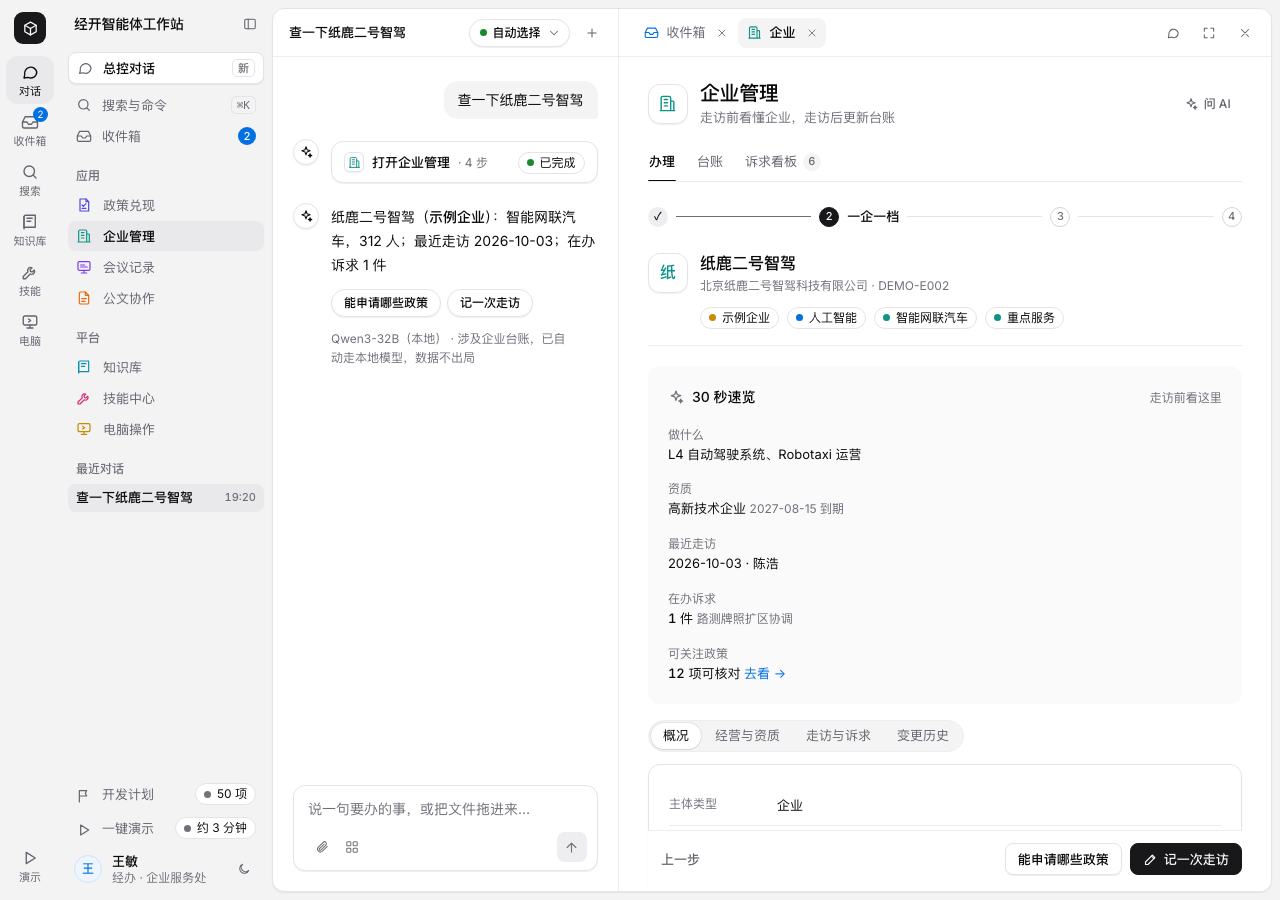 对话
2
收件箱
搜索
知识库
技能
电脑
演示
经开智能体工作站
总控对话 新
搜索与命令 ⌘K
收件箱 2
应用
政策兑现
企业管理
会议记录
公文协作
平台
知识库
技能中心
电脑操作
最近对话
查一下纸鹿二号智驾 19:20
开发计划 50 项
一键演示 约 3 分钟
王 王敏
经办 · 企业服务处
查一下纸鹿二号智驾 自动选择
查一下纸鹿二号智驾
打开企业管理 · 4 步 已完成
纸鹿二号智驾（示例企业）：智能网联汽
车，312 人；最近走访 2026-10-03；在办
诉求 1 件
能申请哪些政策 记一次走访
Qwen3-32B（本地） · 涉及企业台账，已自
动走本地模型，数据不出局
说一句要办的事，或把文件拖进来...
收件箱 企业
企业管理
走访前看懂企业，走访后更新台账
问 AI
办理 台账 诉求看板 6
✓ 2 一企一档 3 4
纸 纸鹿二号智驾
北京纸鹿二号智驾科技有限公司 · DEMO-E002
示例企业 人工智能 智能网联汽车 重点服务
30 秒速览 走访前看这里
做什么
L4 自动驾驶系统、Robotaxi 运营
资质
高新技术企业 2027-08-15 到期
最近走访
2026-10-03 · 陈浩
在办诉求
1 件 路测牌照扩区协调
可关注政策
12 项可核对 去看 →
概况 经营与资质 走访与诉求 变更历史
主体类型 企业
上一步 能申请哪些政策 记一次走访